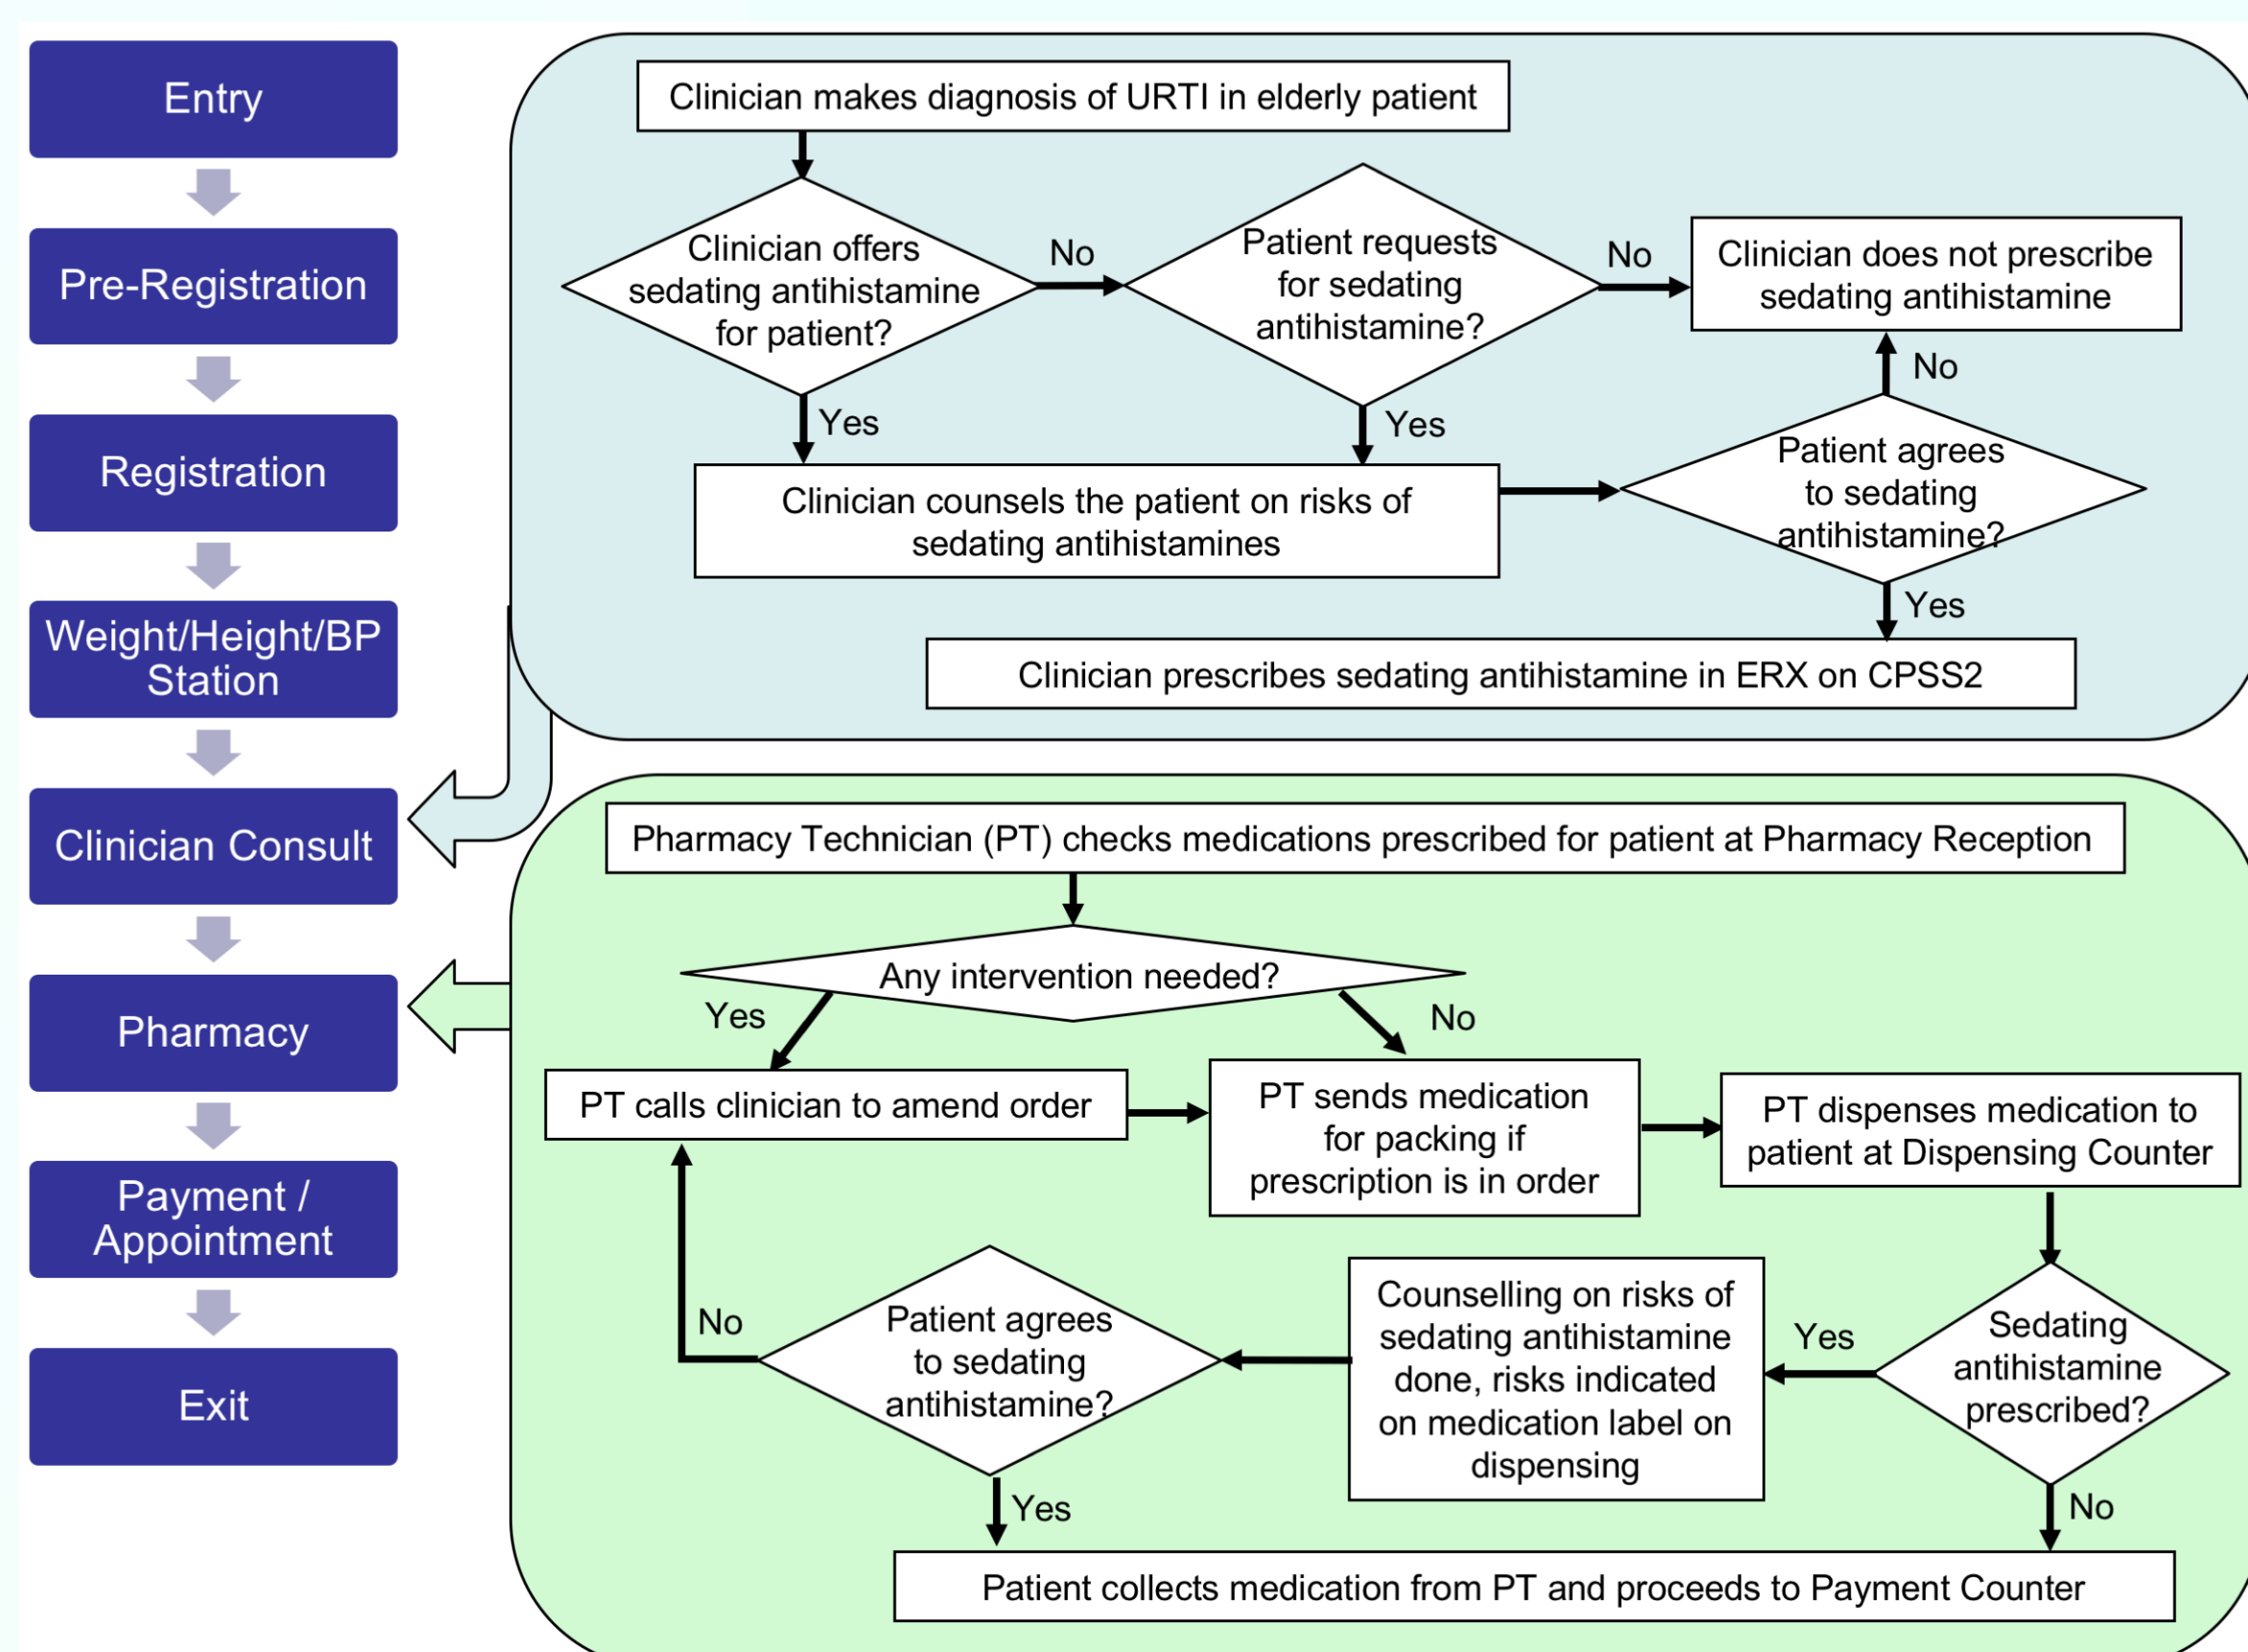 Entry
Pre-Registration
Registration
Weight/Height/BP
Station
Clinician Consult
Pharmacy
Payment /
Appointment
Exit
Clinician makes diagnosis of URTI in elderly patient
Clinician offers
sedating antihistamine
for patient?
No
Yes
Patient requests
for sedating
antihistamine?
No
Yes
Clinician does not prescribe
sedating antihistamine
Clinician counsels the patient on risks of
sedating antihistamines
Patient agrees
to sedating
antihistamine?
No
Yes
Clinician prescribes sedating antihistamine in ERX on CPSS2
Pharmacy Technician (PT) checks medications prescribed for patient at Pharmacy Reception
Any intervention needed?
Yes
No
PT calls clinician to amend order
PT sends medication
for packing if
prescription is in order
PT dispenses medication to
patient at Dispensing Counter
Sedating
antihistamine
prescribed?
Yes
No
Counselling on risks of
sedating antihistamine
done, risks indicated
on medication label on
dispensing
Patient agrees
to sedating
antihistamine?
No
Yes
Patient collects medication from PT and proceeds to Payment Counter